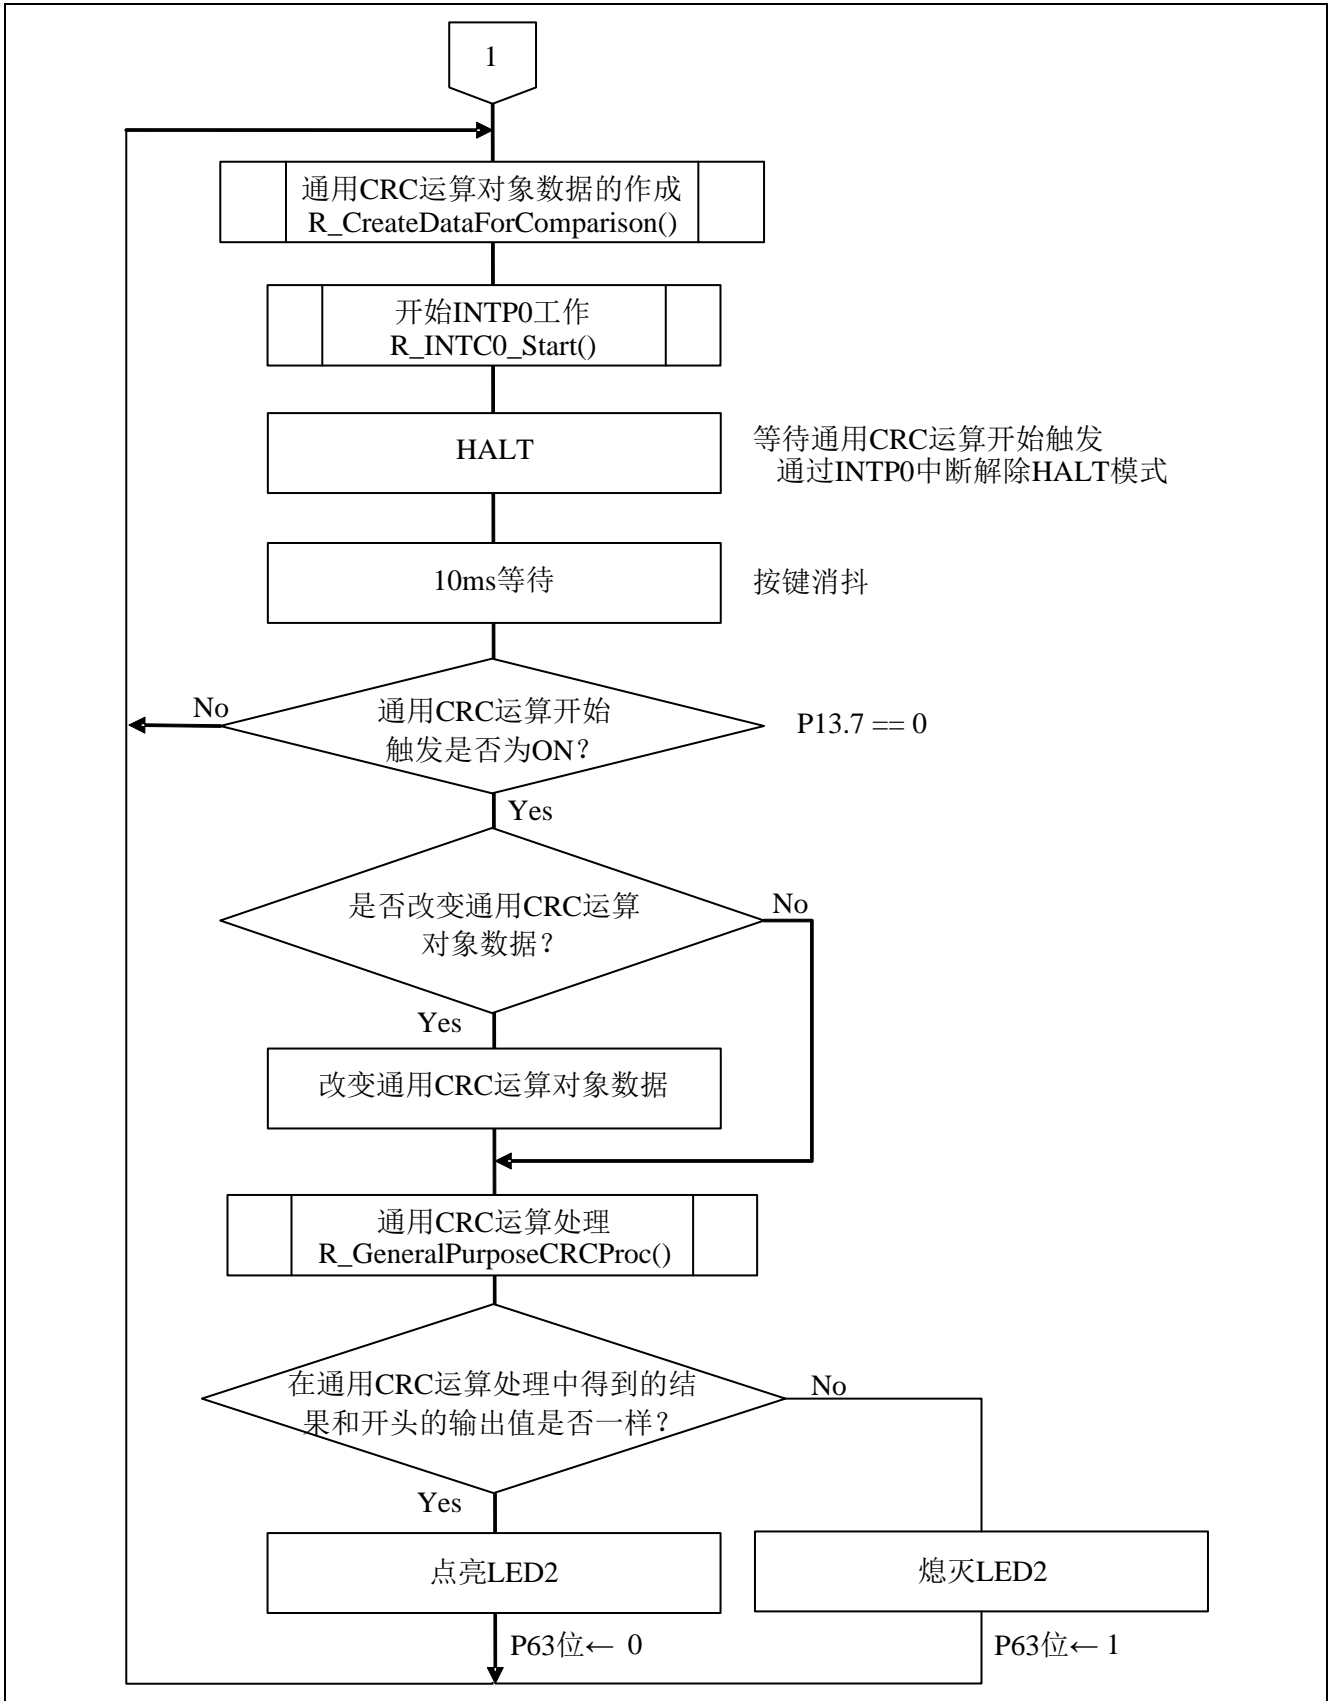 1
通用CRC运算对象数据的作成
R_CreateDataForComparison()
开始INTP0工作
R_INTC0_Start()
HALT
等待通用CRC运算开始触发
通过INTP0中断解除HALT模式
10ms等待
按键消抖
No
通用CRC运算开始
触发是否为ON？
P13.7 == 0
Yes
是否改变通用CRC运算
对象数据？
No
Yes
改变通用CRC运算对象数据
通用CRC运算处理
R_GeneralPurposeCRCProc()
在通用CRC运算处理中得到的结
果和开头的输出值是否一样？
No
Yes
点亮LED2
熄灭LED2
P63位← 0
P63位← 1